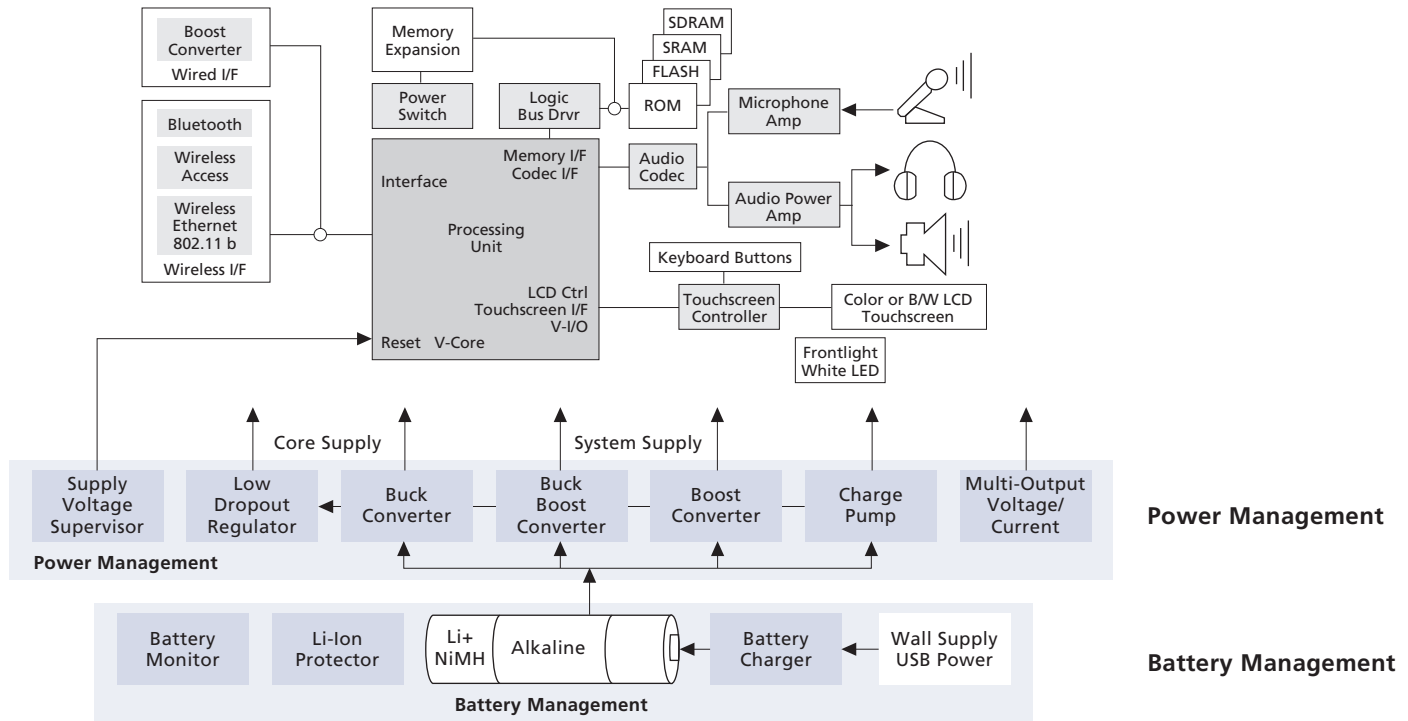 Boost
Converter
Wired I/F
Bluetooth
Wireless
Access
Wireless
Ethernet
802.11 b
Wireless I/F
Memory
Expansion
Power
Switch
Logic
Bus Drvr
SDRAM
SRAM
FLASH
ROM
Microphone
Amp
Audio
Codec
Audio Power
Amp
Memory I/F
Codec I/F
Interface
Processing
Unit
LCD Ctrl
Touchscreen I/F
V-I/O
Reset V-Core
Keyboard Buttons
Touchscreen
Controller
Color or B/W LCD
Touchscreen
Frontlight
White LED
Core Supply
System Supply
Supply
Voltage
Supervisor
Low
Dropout
Regulator
Buck
Converter
Buck
Boost
Converter
Boost
Converter
Charge
Pump
Multi-Output
Voltage/
Current
Power Management
Power Management
Battery
Monitor
Li-Ion
Protector
Li+
NiMH
Alkaline
Battery
Charger
Wall Supply
USB Power
Battery Management
Battery Management